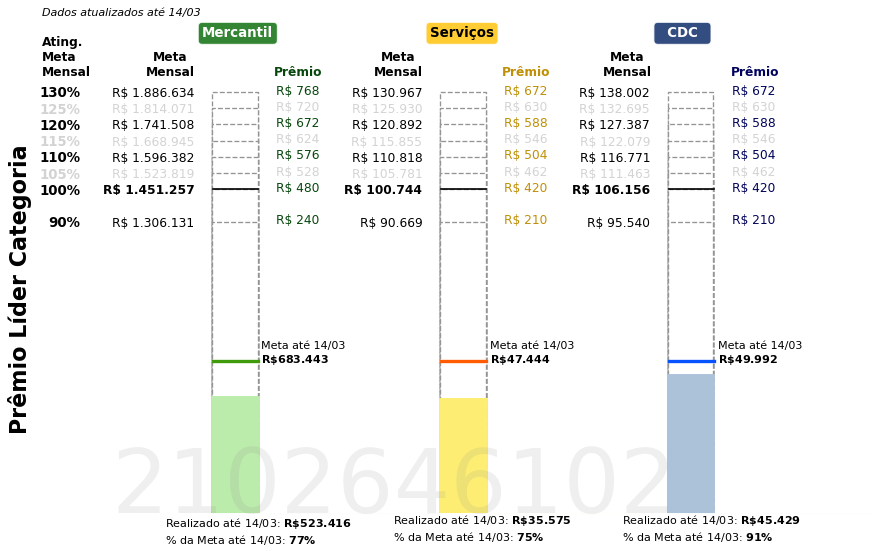 Dados atualizados até 14/03
Mercantil
Serviços
CDC
Ating.
Meta
Mensal
Meta
Mensal
Prêmio
Meta
Mensal
Prêmio
Meta
Mensal
Prêmio
130% R$ 1.886.634 R$ 768 R$ 130.967 R$ 672 R$ 138.002 R$ 672
125% R$ 1.814.071 R$ 720 R$ 125.930 R$ 630 R$ 132.695 R$ 630
120% R$ 1.741.508 R$ 672 R$ 120.892 R$ 588 R$ 127.387 R$ 588
115% R$ 1.668.945 R$ 624 R$ 115.855 R$ 546 R$ 122.079 R$ 546
110% R$ 1.596.382 R$ 576 R$ 110.818 R$ 504 R$ 116.771 R$ 504
105% R$ 1.523.819 R$ 528 R$ 105.781 R$ 462 R$ 111.463 R$ 462
100% R$ 1.451.257 R$ 480 R$ 100.744 R$ 420 R$ 106.156 R$ 420
90% R$ 1.306.131 R$ 240 R$ 90.669 R$ 210 R$ 95.540 R$ 210
Prêmio Líder Categoria
Meta até 14/03
R$683.443
Meta até 14/03
R$47.444
Meta até 14/03
R$49.992
2102646102
Realizado até 14/03: R$523.416
% da Meta até 14/03: 77%
Realizado até 14/03: R$35.575
% da Meta até 14/03: 75%
Realizado até 14/03: R$45.429
% da Meta até 14/03: 91%